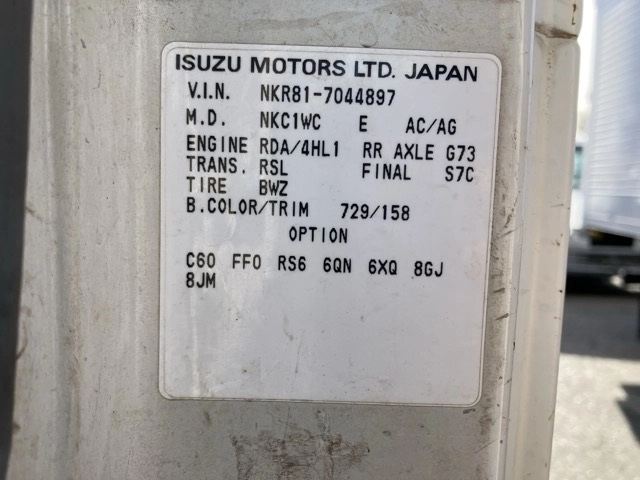 ISUZU MOTORS LTD. JAPAN
V.I.N. NKR81-7044897
M.D. NKC1WC E AC/AG
ENGINE RDA/4HL1 RR AXLE G73
TRANS. RSL FINAL S7C
TIRE BWZ
B.COLOR/TRIM 729/158
OPTION
C60 FF0 RS6 6QN 6XQ 8GJ
8JM